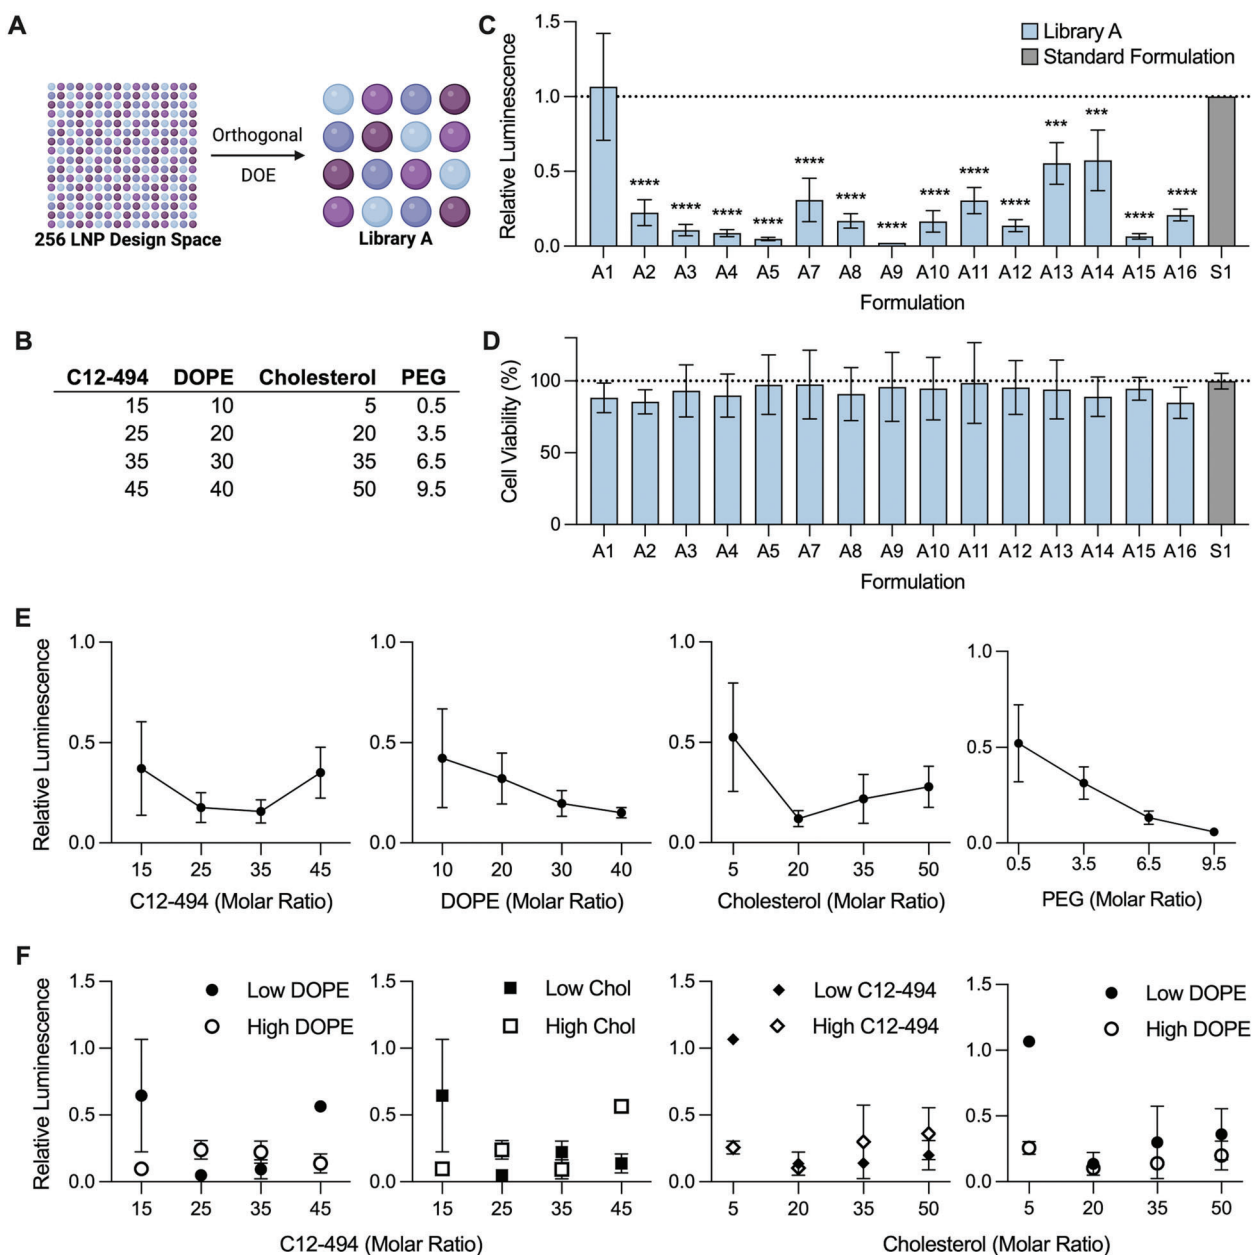 A
Orthogonal
DOE
256 LNP Design Space
Library A
B
C12-494 DOPE Cholesterol PEG
15 10 5 0.5
25 20 20 3.5
35 30 35 6.5
45 40 50 9.5
C
Relative Luminescence
1.5
1.0
0.5
0.0
Library A
Standard Formulation
**** **** **** **** **** **** **** **** **** **** *** *** **** ****
A1 A2 A3 A4 A5 A7 A8 A9 A10 A11 A12 A13 A14 A15 A16 S1
Formulation
D
Cell Viability (%)
100
50
0
A1 A2 A3 A4 A5 A7 A8 A9 A10 A11 A12 A13 A14 A15 A16 S1
Formulation
E
Relative Luminescence
1.0
0.5
0.0
15 25 35 45
C12-494 (Molar Ratio)
1.0
0.5
0.0
10 20 30 40
DOPE (Molar Ratio)
1.0
0.5
0.0
5 20 35 50
Cholesterol (Molar Ratio)
1.0
0.5
0.0
0.5 3.5 6.5 9.5
PEG (Molar Ratio)
F
Relative Luminescence
1.5
1.0
0.5
0.0
Low DOPE
High DOPE
15 25 35 45
1.5
1.0
0.5
0.0
Low Chol
High Chol
15 25 35 45
C12-494 (Molar Ratio)
1.5
1.0
0.5
0.0
Low C12-494
High C12-494
5 20 35 50
1.5
1.0
0.5
0.0
Low DOPE
High DOPE
5 20 35 50
Cholesterol (Molar Ratio)